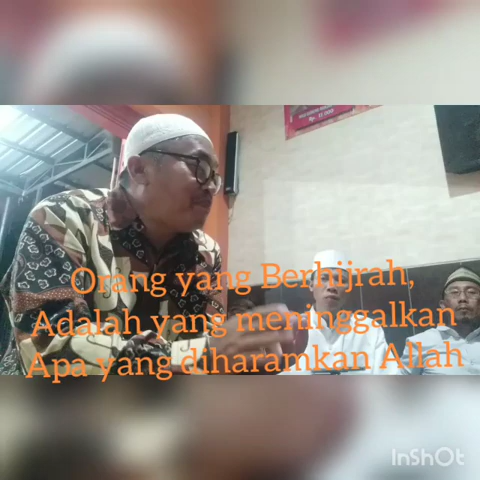 Orang yang Berhijrah,
Adalah yang meninggalkan
Apa yang diharamkan Allah
InShOt